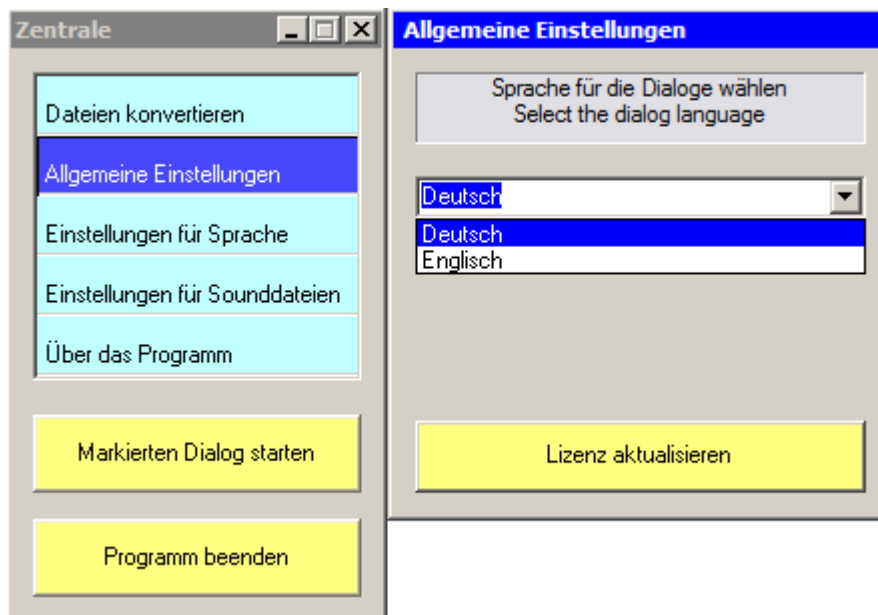 Zentrale
Dateien konvertieren
Allgemeine Einstellungen
Einstellungen für Sprache
Einstellungen für Sounddateien
Über das Programm
Markierten Dialog starten
Programm beenden
Allgemeine Einstellungen
Sprache für die Dialoge wählen
Select the dialog language
Deutsch
Deutsch
Englisch
Lizenz aktualisieren